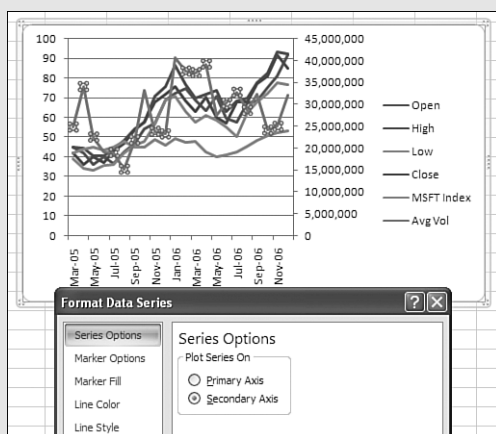 100
90
80
70
60
50
40
30
20
10
0
45,000,000
40,000,000
35,000,000
30,000,000
25,000,000
20,000,000
15,000,000
10,000,000
5,000,000
0
Mar-05
May-05
Jul-05
Sep-05
Nov-05
Jan-06
Mar-06
May-06
Jul-06
Sep-06
Nov-06
Open
High
Low
Close
MSFT Index
Avg Vol
Format Data Series
Series Options
Marker Options
Marker Fill
Line Color
Line Style
Series Options
Plot Series On
Primary Axis
Secondary Axis